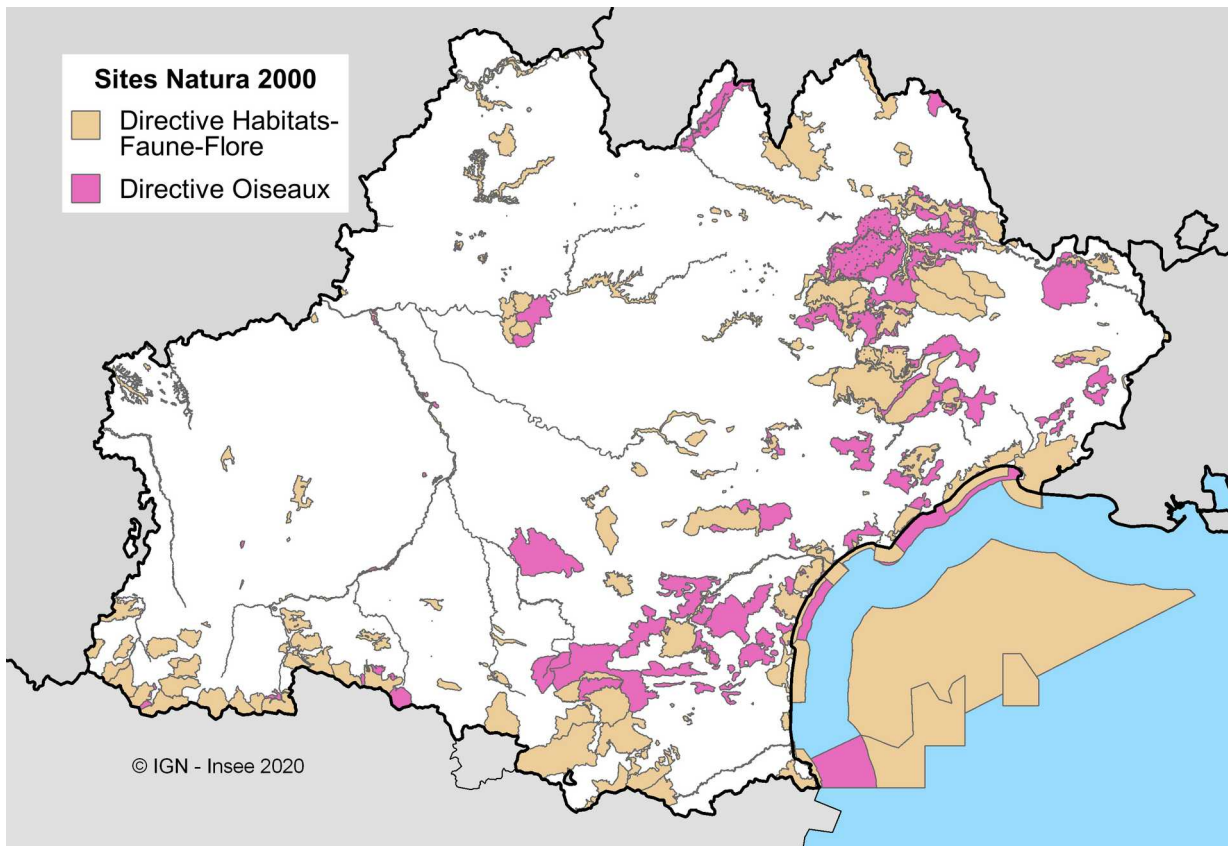 Sites Natura 2000
Directive Habitats-
Faune-Flore
Directive Oiseaux
© IGN - Insee 2020